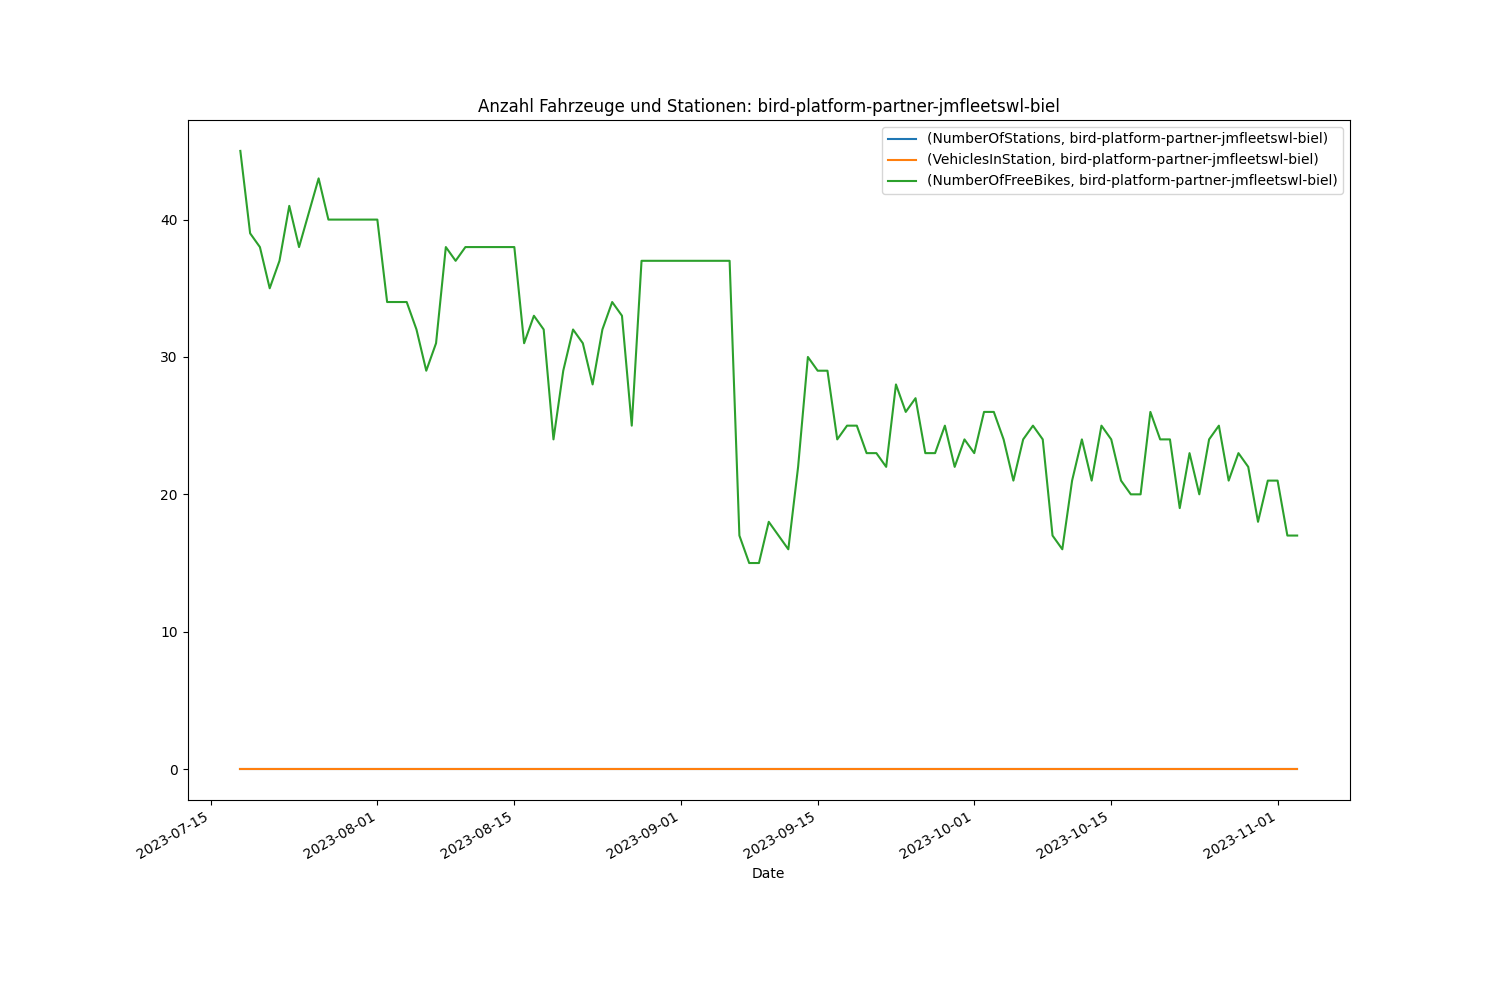 Anzahl Fahrzeuge und Stationen: bird-platform-partner-jmfleetswl-biel
(NumberOfStations, bird-platform-partner-jmfleetswl-biel)
(VehiclesInStation, bird-platform-partner-jmfleetswl-biel)
(NumberOfFreeBikes, bird-platform-partner-jmfleetswl-biel)
40
30
20
10
0
2023-07-15
2023-08-01
2023-08-15
2023-09-01
2023-09-15
2023-10-01
2023-10-15
2023-11-01
Date